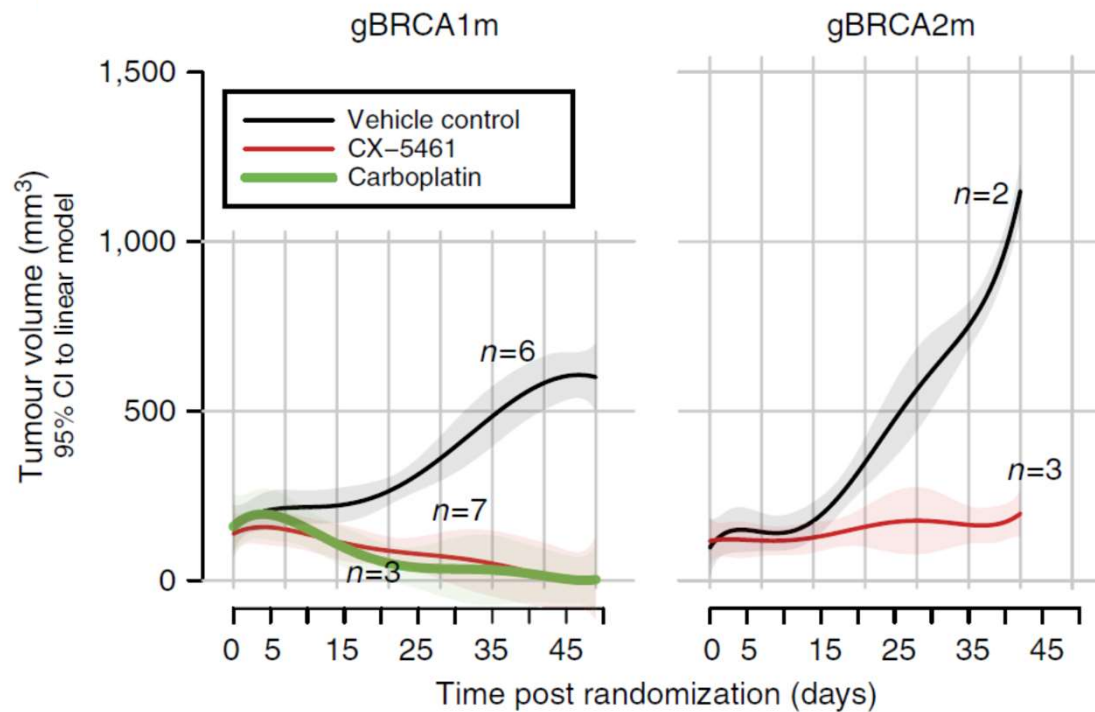 gBRCA1m
gBRCA2m
Tumour volume (mm³)
95% CI to linear model
1,500
1,000
500
0
Vehicle control
CX–5461
Carboplatin
n=6
n=7
n=3
n=2
n=3
0 5 15 25 35 45
0 5 15 25 35 45
Time post randomization (days)